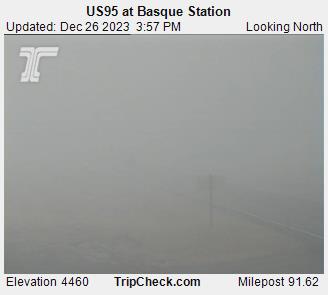 US95 at Basque Station
Updated: Dec 26 2023 3:57 PM Looking North
Elevation 4460 TripCheck.com Milepost 91.62